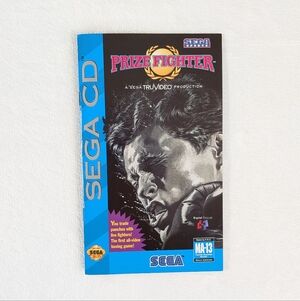 SEGA
SPORTS
PRIZE FIGHTER
A SEGA TRUVIDEO PRODUCTION
SEGA CD
You trade
punches with
live fighters!
The first all-video
boxing game!
MA-13
SEGA